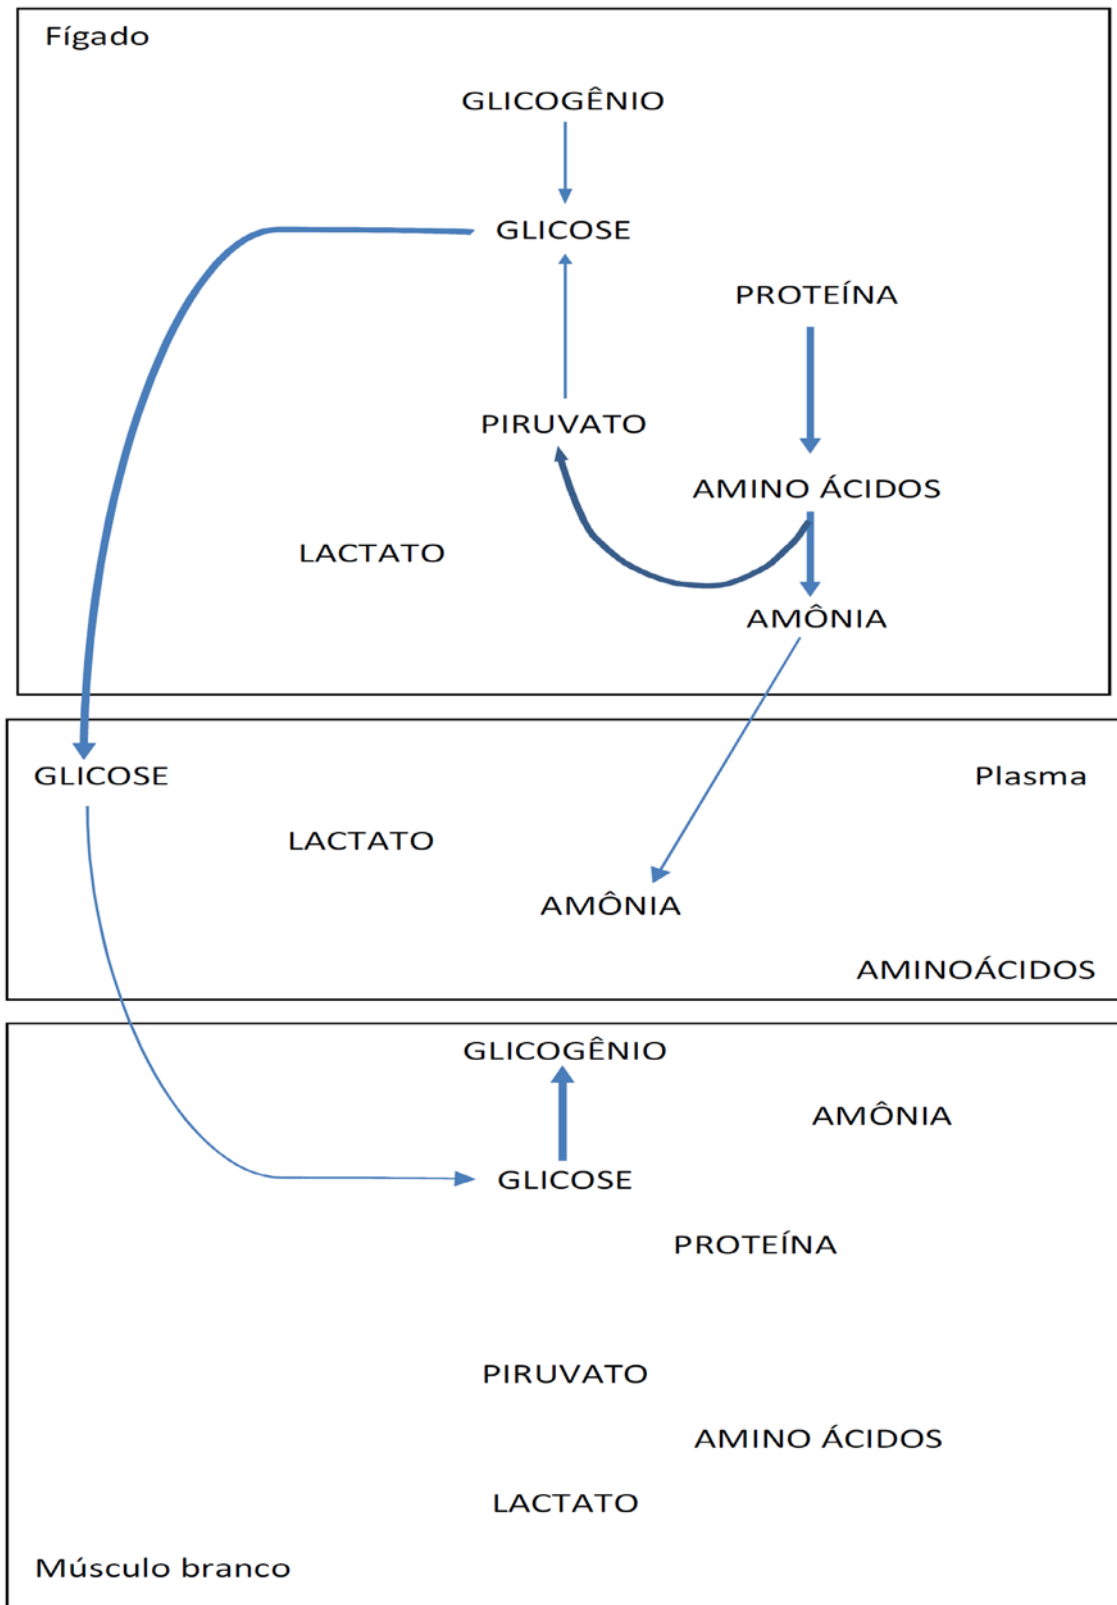 Fígado
GLICOGÊNIO
GLICOSE
PROTEÍNA
PIRUVATO
AMINO ÁCIDOS
LACTATO
AMÔNIA
GLICOSE
Plasma
LACTATO
AMÔNIA
AMINOÁCIDOS
GLICOGÊNIO
AMÔNIA
GLICOSE
PROTEÍNA
PIRUVATO
AMINO ÁCIDOS
LACTATO
Músculo branco